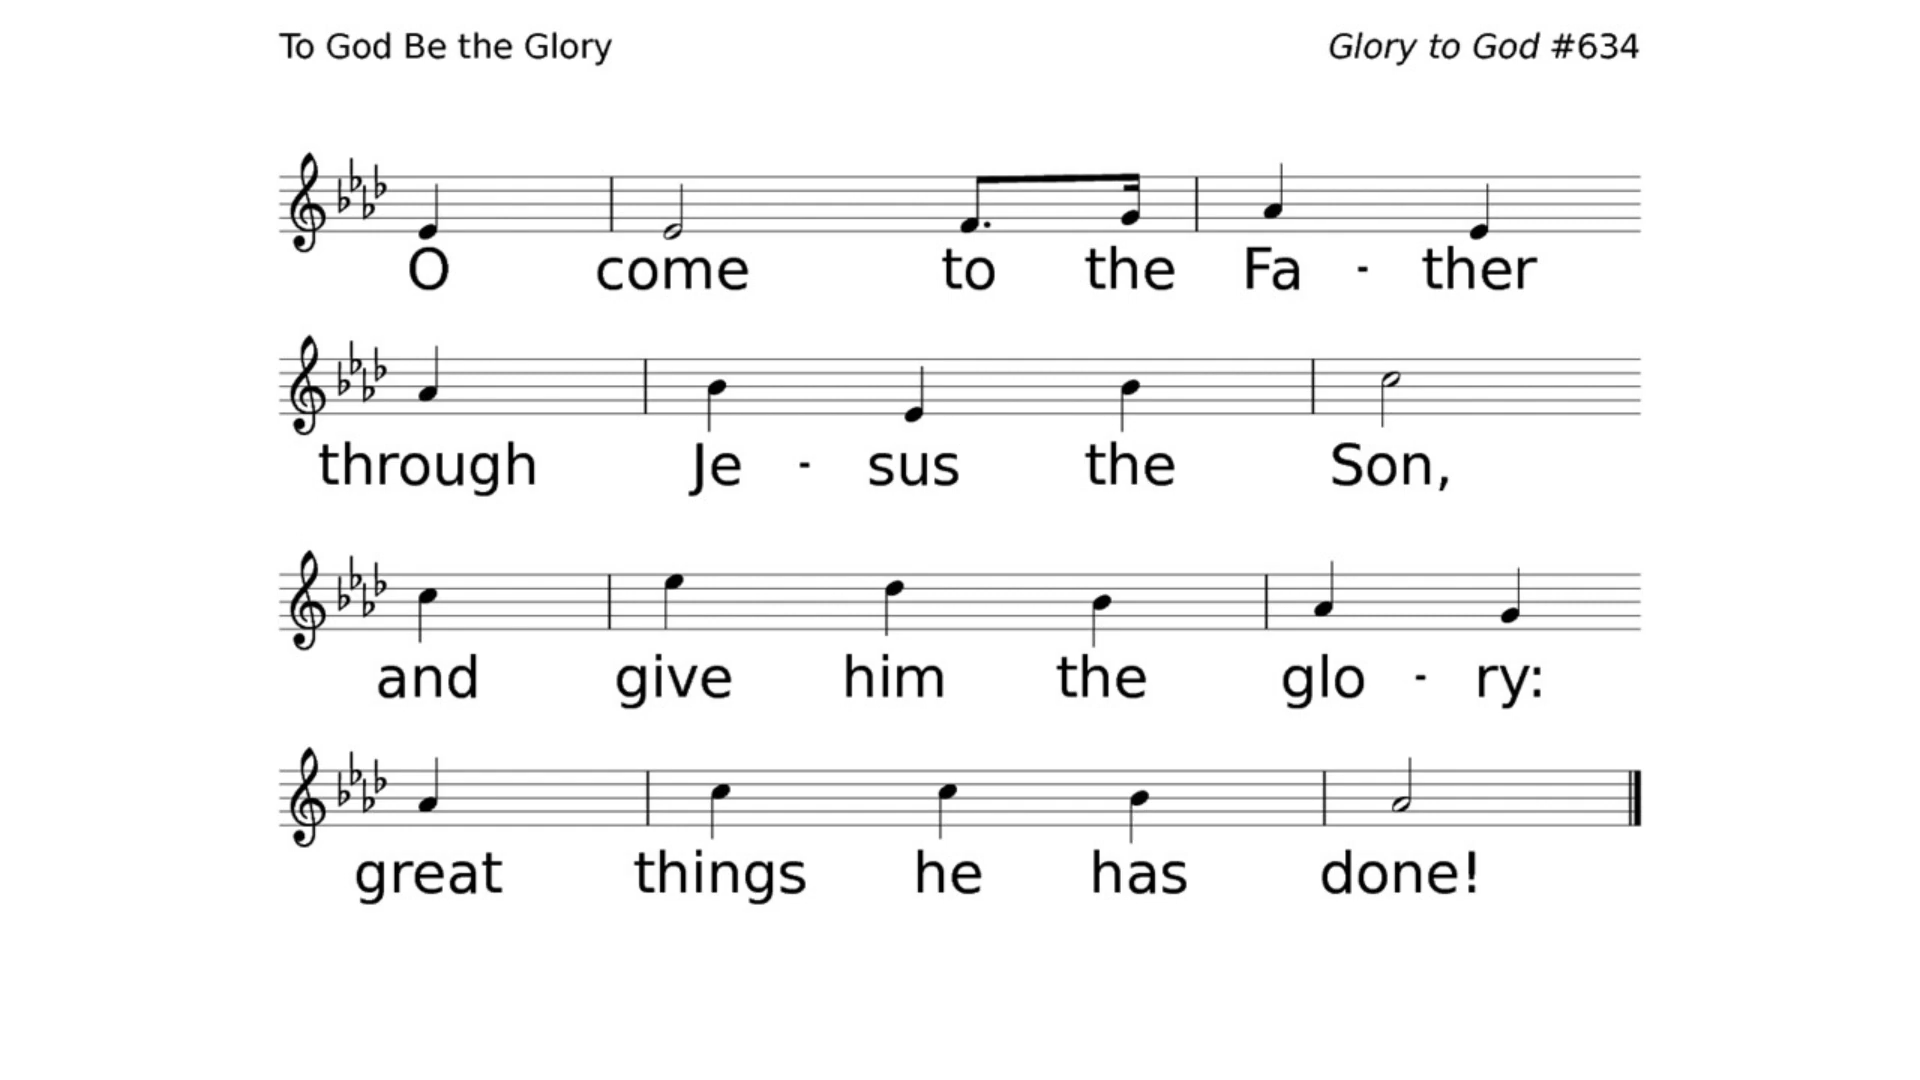 To God Be the Glory Glory to God #634
O come to the Fa - ther
through Je - sus the Son,
and give him the glo - ry:
great things he has done!